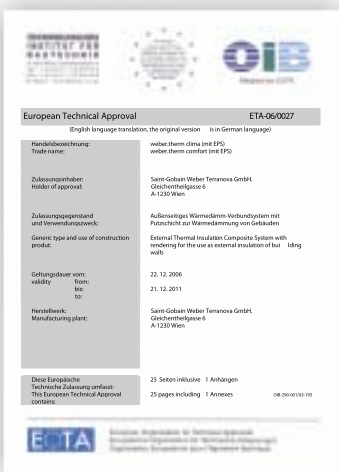 INSTITUT FÜR
OiB
European Technical Approval ETA-06/0027
(English language translation, the original version is in German language)
Handelsbezeichnung: weber.therm clima (mit EPS)
Trade name: weber.therm comfort (mit EPS)
Zulassungsinhaber: Saint-Gobain Weber Terranova GmbH.
Holder of approval: Gleichentheilgasse 6
A-1230 Wien
Zulassungsgegenstand Außenseitiges Wärmedämm-Verbundsystem mit
und Verwendungszweck: Putzschicht zur Wärmedämmung von Gebäuden
Generic type and use of construction External Thermal Insulation Composite System with
produt: rendering for the use as external insulation of bui lding
walls
Geltungsdauer vom: 22. 12. 2006
validity from:
bis: 21. 12. 2011
to:
Herstellwerk: Saint-Gobain Weber Terranova GmbH.
Manufacturing plant: Gleichentheilgasse 6
A-1230 Wien
Diese Europäische 25 Seiten inklusive 1 Anhängen
Technische Zulassung umfasst:
This European Technical Approval 25 pages including 1 Annexes
contains:
EOTA